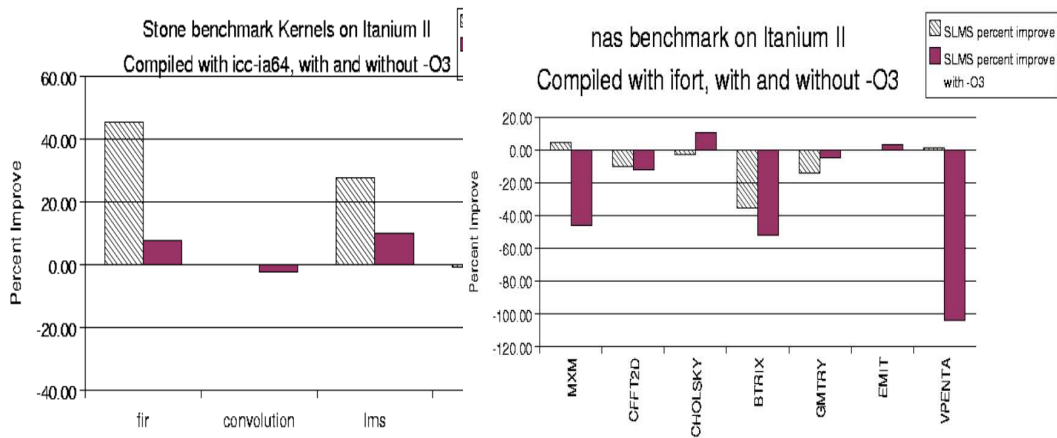 Stone benchmark Kernels on Itanium II
Compiled with icc-ia64, with and without -O3
Percent Improve
60.00
40.00
20.00
0.00
-20.00
-40.00
fir
convolution
lms
nas benchmark on Itanium II
Compiled with ifort, with and without -O3
SLMS percent improve
SLMS percent improve
with -O3
Percent Improve
20.00
0.00
-20.00
-40.00
-60.00
-80.00
-100.00
-120.00
MXM
CFFT2D
CHOLSKY
BTRIX
GMTRY
EMIT
VPENTA